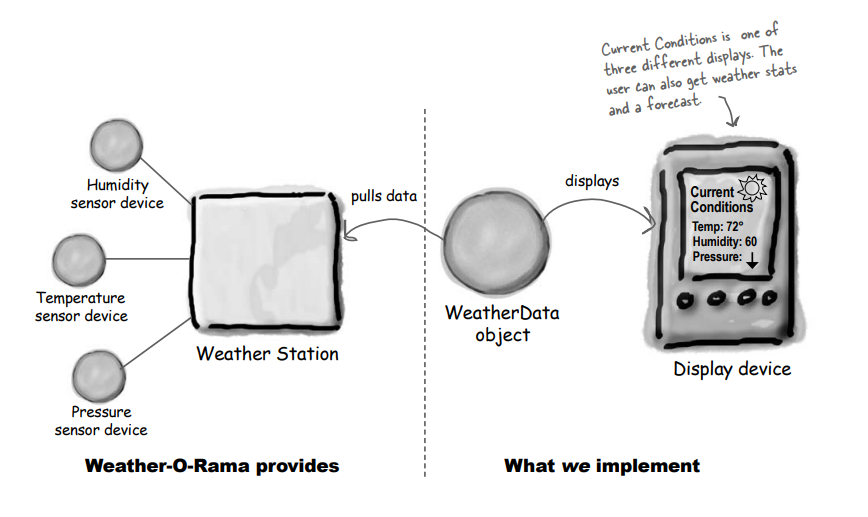 Current Conditions is one of
three different displays. The
user can also get weather stats
and a forecast.
Humidity
sensor device
pulls data
displays
Current
Conditions
Temp: 72°
Humidity: 60
Pressure:
Temperature
sensor device
WeatherData
object
Weather Station
Display device
Pressure
sensor device
Weather-O-Rama provides
What we implement